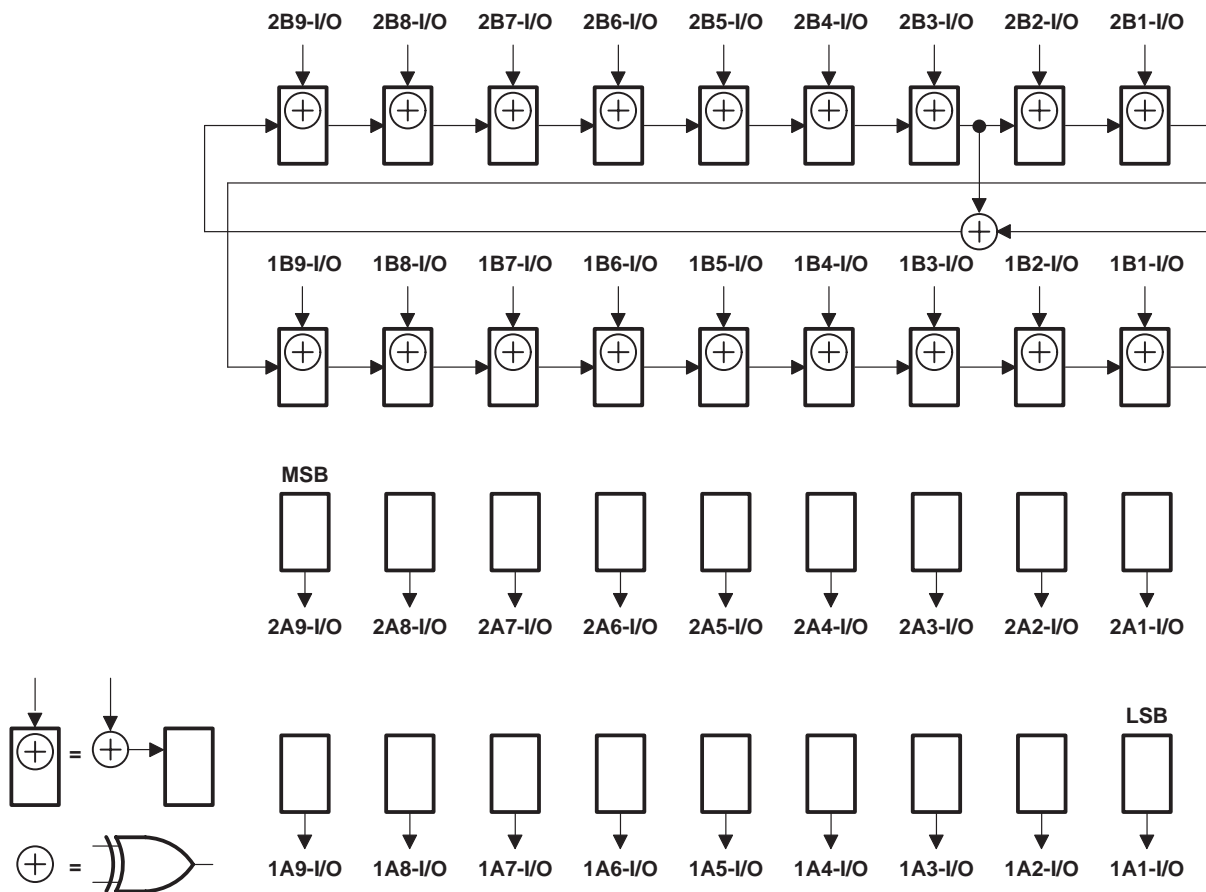 2B9-I/O 2B8-I/O 2B7-I/O 2B6-I/O 2B5-I/O 2B4-I/O 2B3-I/O 2B2-I/O 2B1-I/O
1B9-I/O 1B8-I/O 1B7-I/O 1B6-I/O 1B5-I/O 1B4-I/O 1B3-I/O 1B2-I/O 1B1-I/O
MSB
2A9-I/O 2A8-I/O 2A7-I/O 2A6-I/O 2A5-I/O 2A4-I/O 2A3-I/O 2A2-I/O 2A1-I/O
LSB
=
1A9-I/O 1A8-I/O 1A7-I/O 1A6-I/O 1A5-I/O 1A4-I/O 1A3-I/O 1A2-I/O 1A1-I/O
=